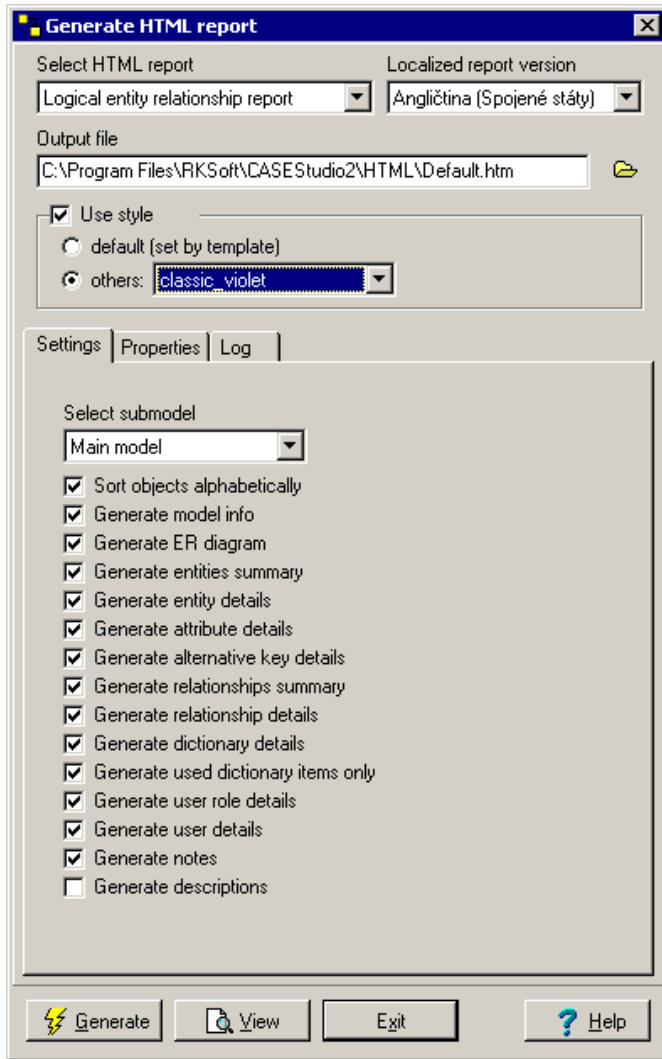 Generate HTML report
Select HTML report
Localized report version
Logical entity relationship report
Angličtina (Spojené státy)
Output file
C:\Program Files\RKSoft\CASEStudio2\HTML\Default.htm
Use style
default (set by template)
others: classic_violet
Settings Properties Log
Select submodel
Main model
Sort objects alphabetically
Generate model info
Generate ER diagram
Generate entities summary
Generate entity details
Generate attribute details
Generate alternative key details
Generate relationships summary
Generate relationship details
Generate dictionary details
Generate used dictionary items only
Generate user role details
Generate user details
Generate notes
Generate descriptions
Generate View Exit Help